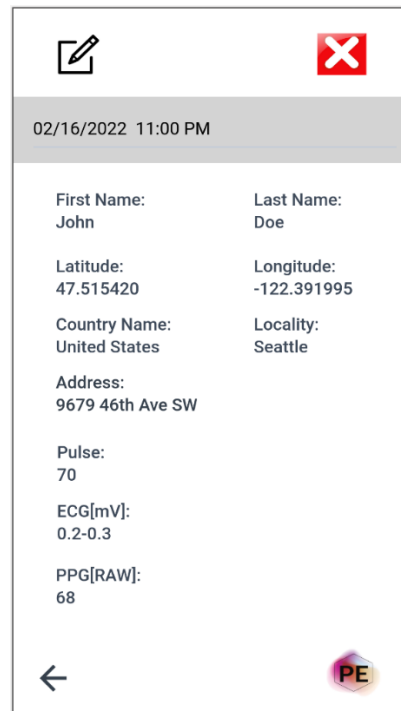 02/16/2022 11:00 PM
First Name: Last Name:
John Doe
Latitude: Longitude:
47.515420 -122.391995
Country Name: Locality:
United States Seattle
Address:
9679 46th Ave SW
Pulse:
70
ECG[mV]:
0.2-0.3
PPG[RAW]:
68
PE